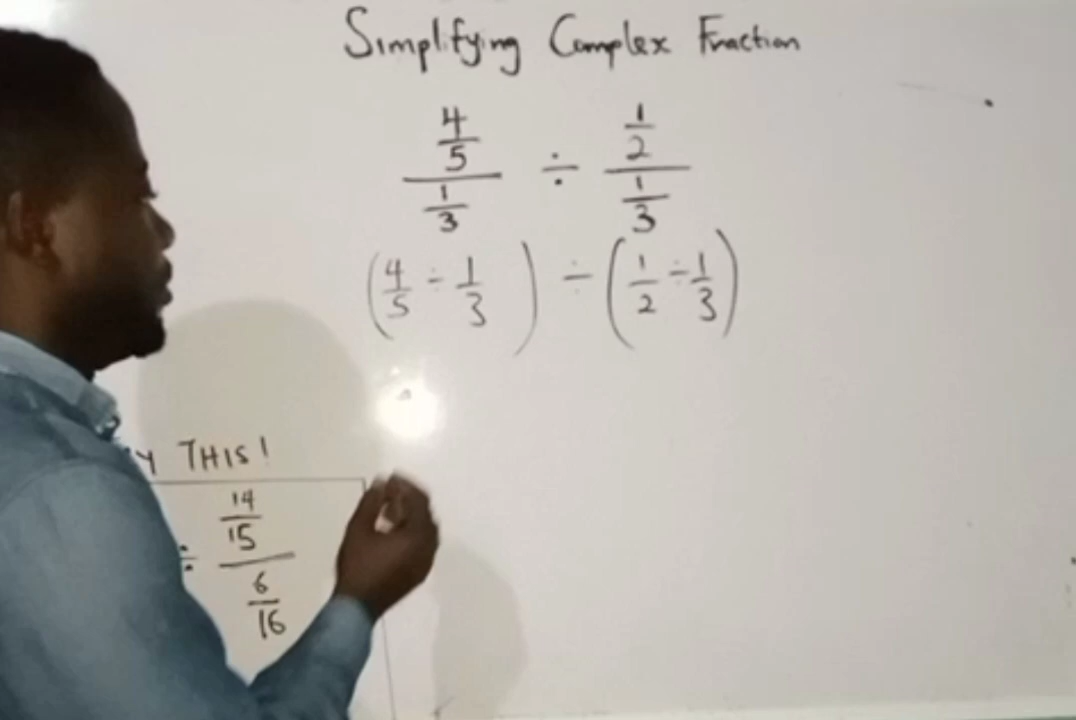 Simplifying Complex Fraction
4/5 / 1/3 ÷ 1/2 / 1/3
(4/5 ÷ 1/3) ÷ (1/2 ÷ 1/3)
THIS!
÷ 14/15 / 6/16